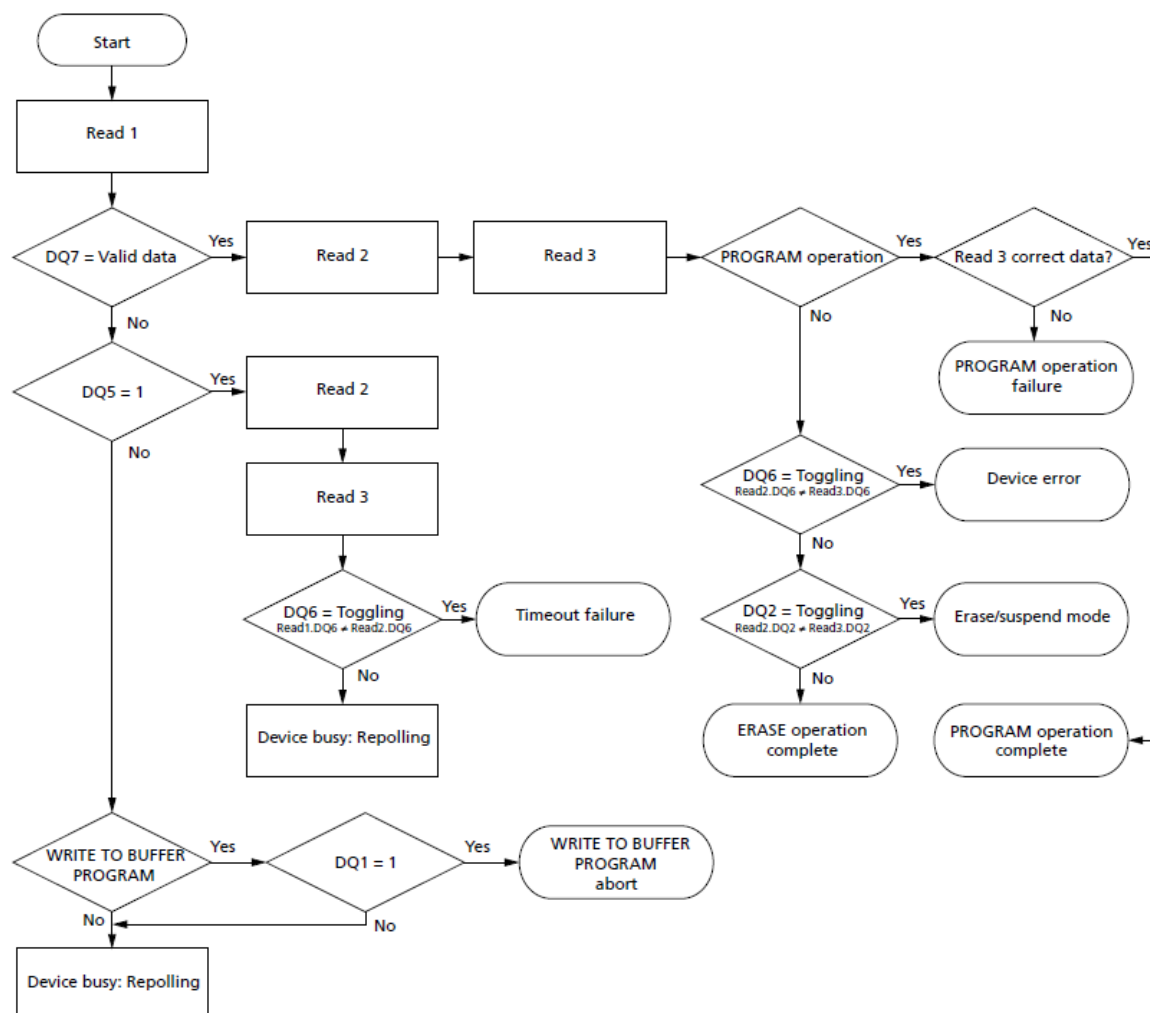 Start
Read 1
DQ7 = Valid data
Yes
Read 2
Read 3
PROGRAM operation
Yes
Read 3 correct data?
Yes
No
No
No
PROGRAM operation
failure
DQ5 = 1
Yes
Read 2
No
Read 3
DQ6 = Toggling
Read2.DQ6 ≠ Read3.DQ6
Yes
Device error
No
DQ6 = Toggling
Read1.DQ6 ≠ Read2.DQ6
Yes
Timeout failure
DQ2 = Toggling
Read2.DQ2 ≠ Read3.DQ2
Yes
Erase/suspend mode
No
No
Device busy: Repolling
ERASE operation
complete
PROGRAM operation
complete
WRITE TO BUFFER
PROGRAM
Yes
DQ1 = 1
Yes
WRITE TO BUFFER
PROGRAM
abort
No
No
Device busy: Repolling